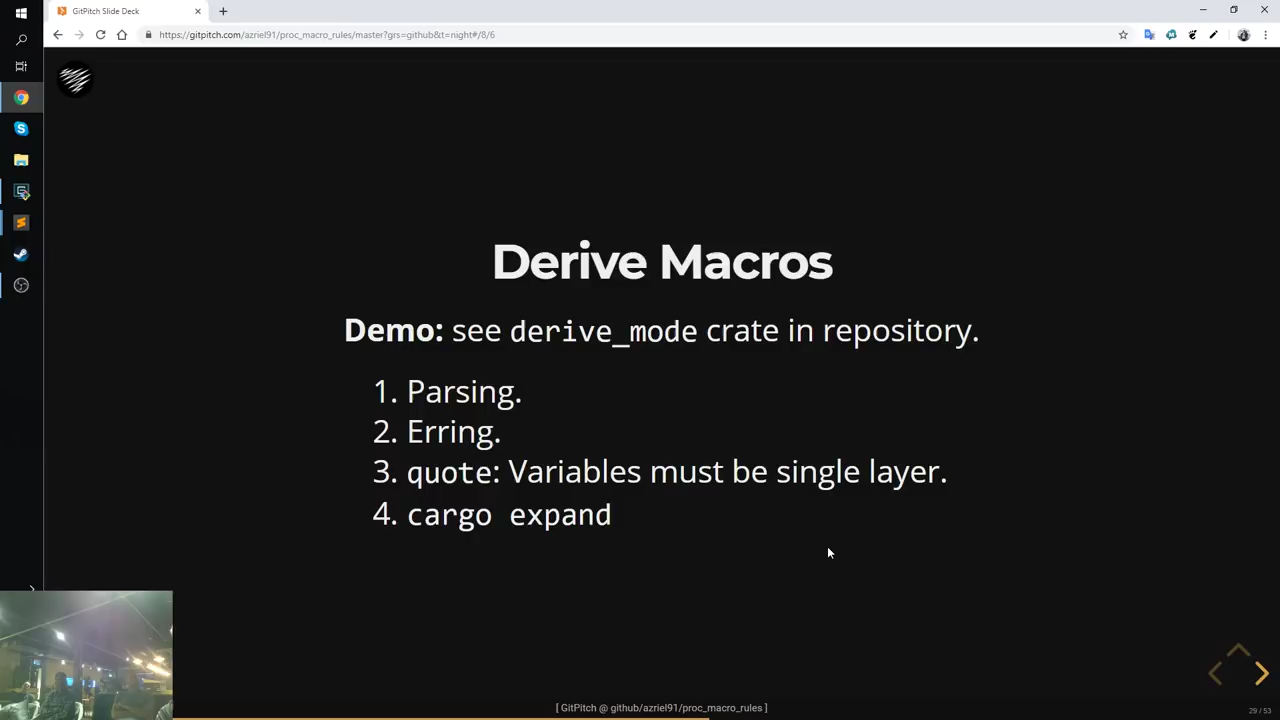 GitPitch Slide Deck
https://gitpitch.com/azriel91/proc_macro_rules/master?grs=github&t=night#/8/6
Derive Macros
Demo: see derive_mode crate in repository.
1. Parsing.
2. Erring.
3. quote: Variables must be single layer.
4. cargo expand
[ GitPitch @ github/azriel91/proc_macro_rules ]
29 / 53